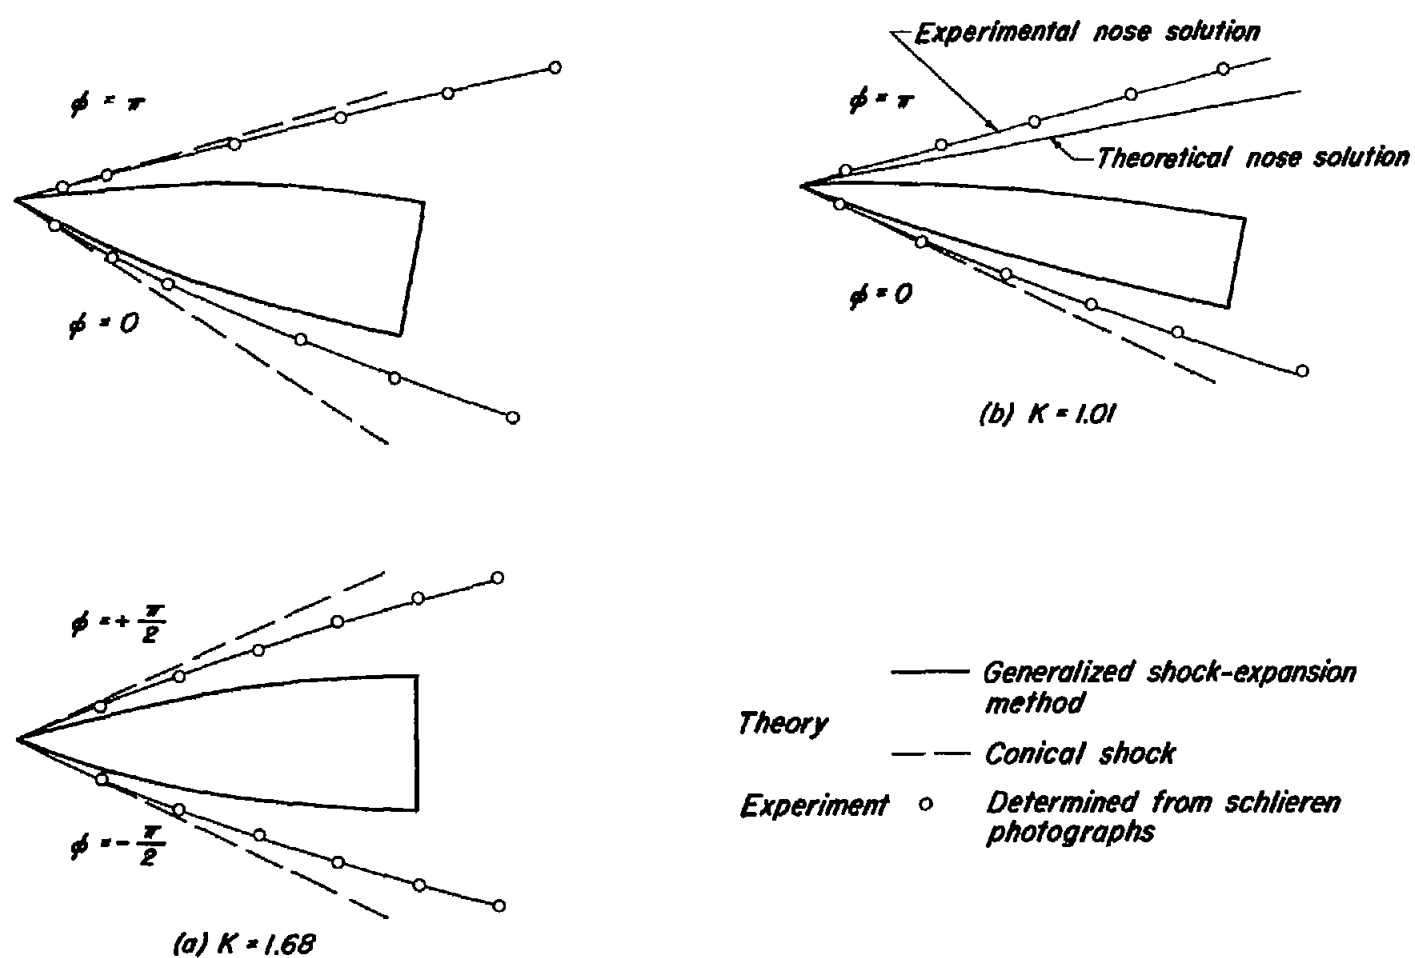 ϕ = π
ϕ = 0
Experimental nose solution
ϕ = π
Theoretical nose solution
ϕ = 0
(b) K = 1.01
ϕ = + π/2
ϕ = - π/2
(a) K = 1.68
Theory
Generalized shock-expansion
method
Conical shock
Experiment
Determined from schlieren
photographs